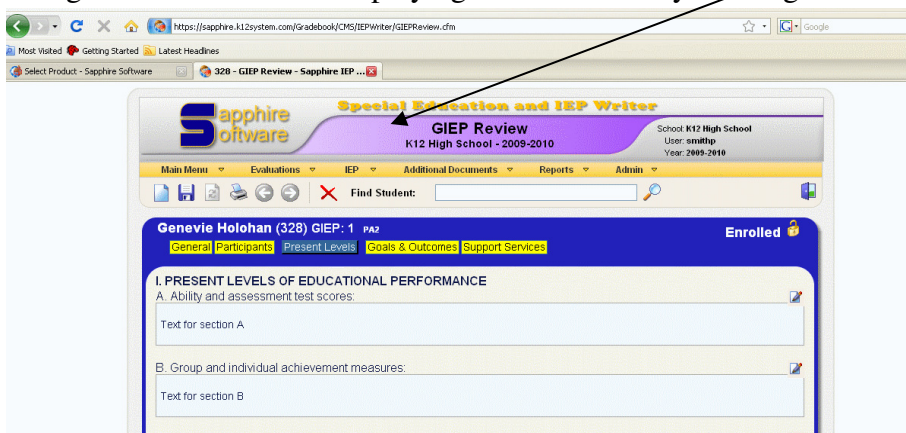 https://sapphire.k12system.com/Gradebook/CMS/IEPWriter/GIEPReview.cfm
Google
Most Visited Getting Started Latest Headlines
Select Product - Sapphire Software 328 - GIEP Review - Sapphire IEP ...
Sapphire Software
Special Education and IEP Writer
GIEP Review
K12 High School - 2009-2010
School: K12 High School
User: smithp
Year: 2009-2010
Main Menu Evaluations IEP Additional Documents Reports Admin
Find Student:
Genevie Holohan (328) GIEP: 1 PA2 Enrolled
General Participants Present Levels Goals & Outcomes Support Services
I. PRESENT LEVELS OF EDUCATIONAL PERFORMANCE
A. Ability and assessment test scores:
Text for section A
B. Group and individual achievement measures:
Text for section B